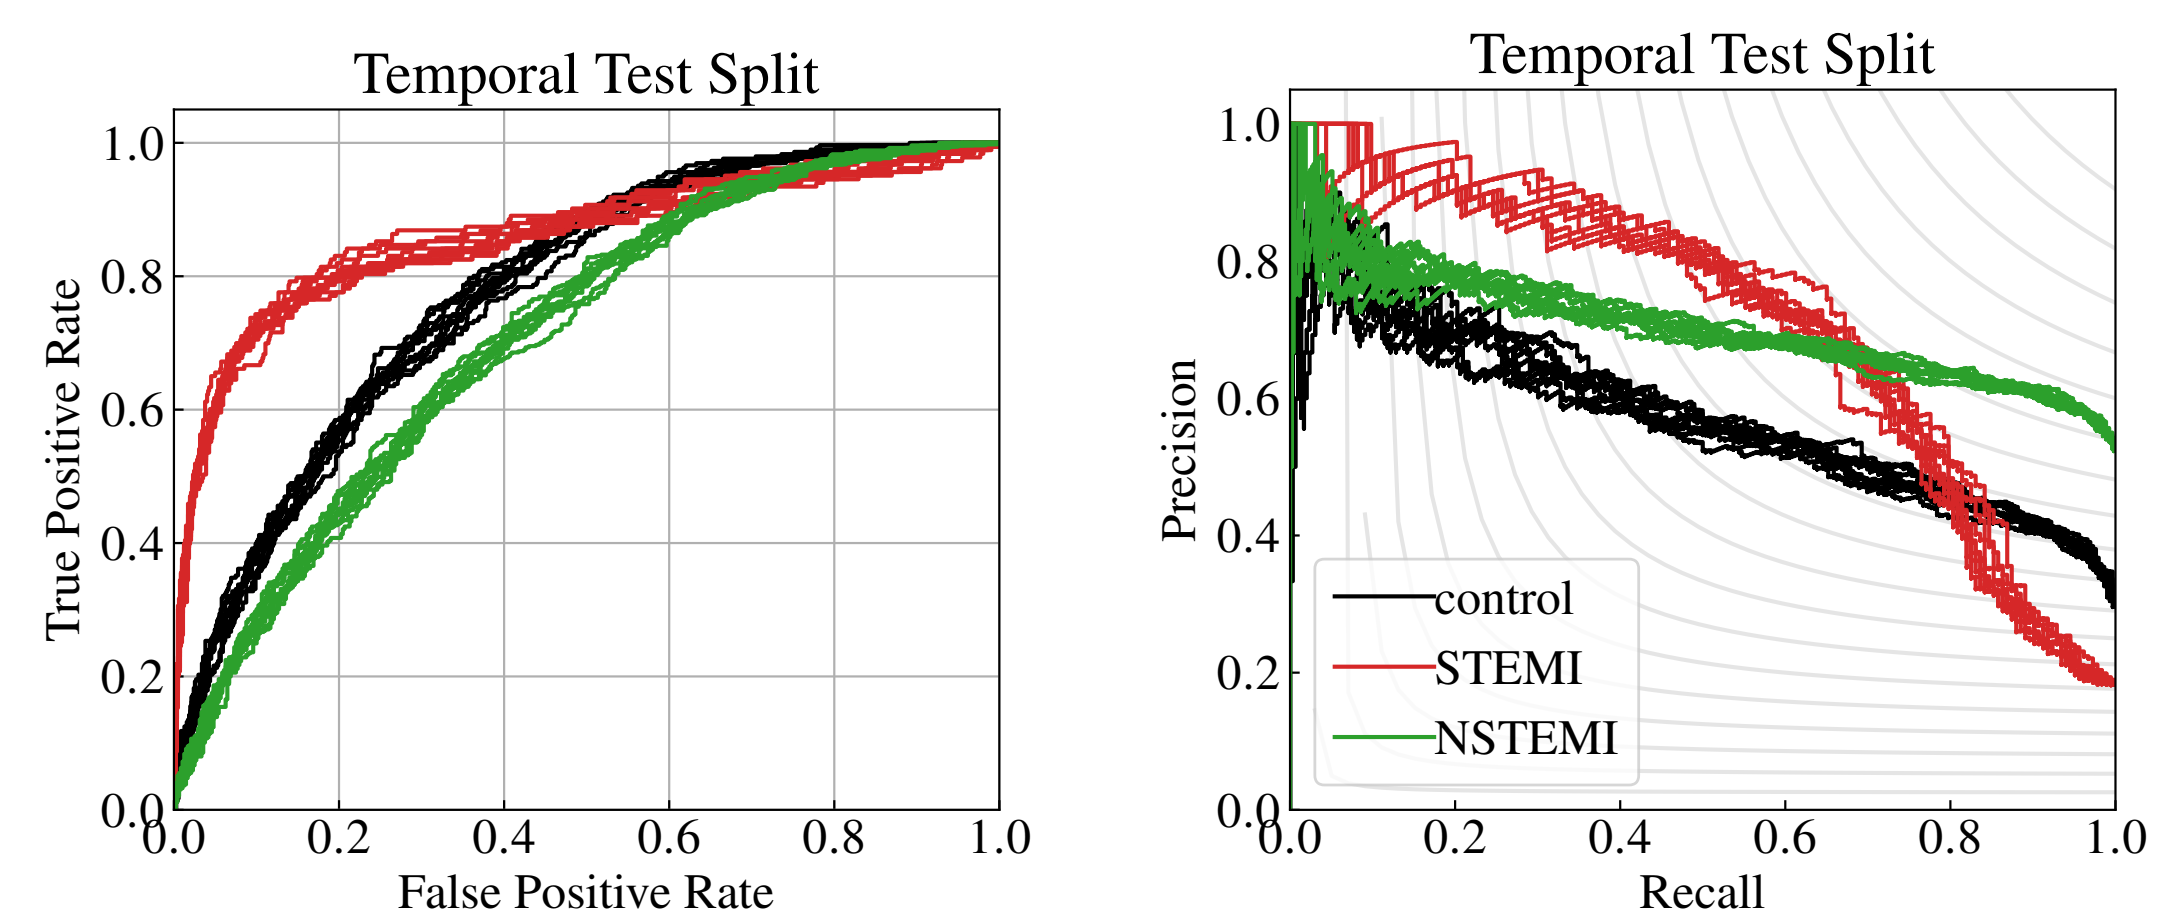 Temporal Test Split
True Positive Rate
1.0
0.8
0.6
0.4
0.2
0.0
0.0 0.2 0.4 0.6 0.8 1.0
False Positive Rate
Temporal Test Split
Precision
1.0
0.8
0.6
0.4
0.2
0.0
control
STEMI
NSTEMI
0.0 0.2 0.4 0.6 0.8 1.0
Recall